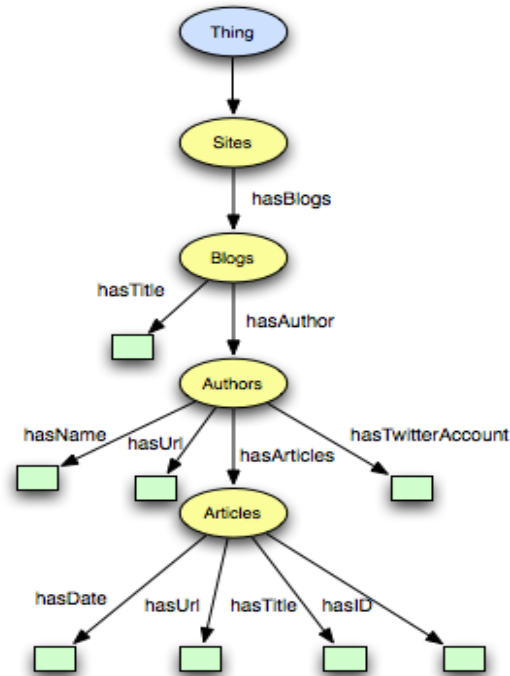 Thing
Sites
hasBlogs
Blogs
hasTitle
hasAuthor
Authors
hasName
hasUrl
hasArticles
hasTwitterAccount
Articles
hasDate
hasUrl
hasTitle
hasID